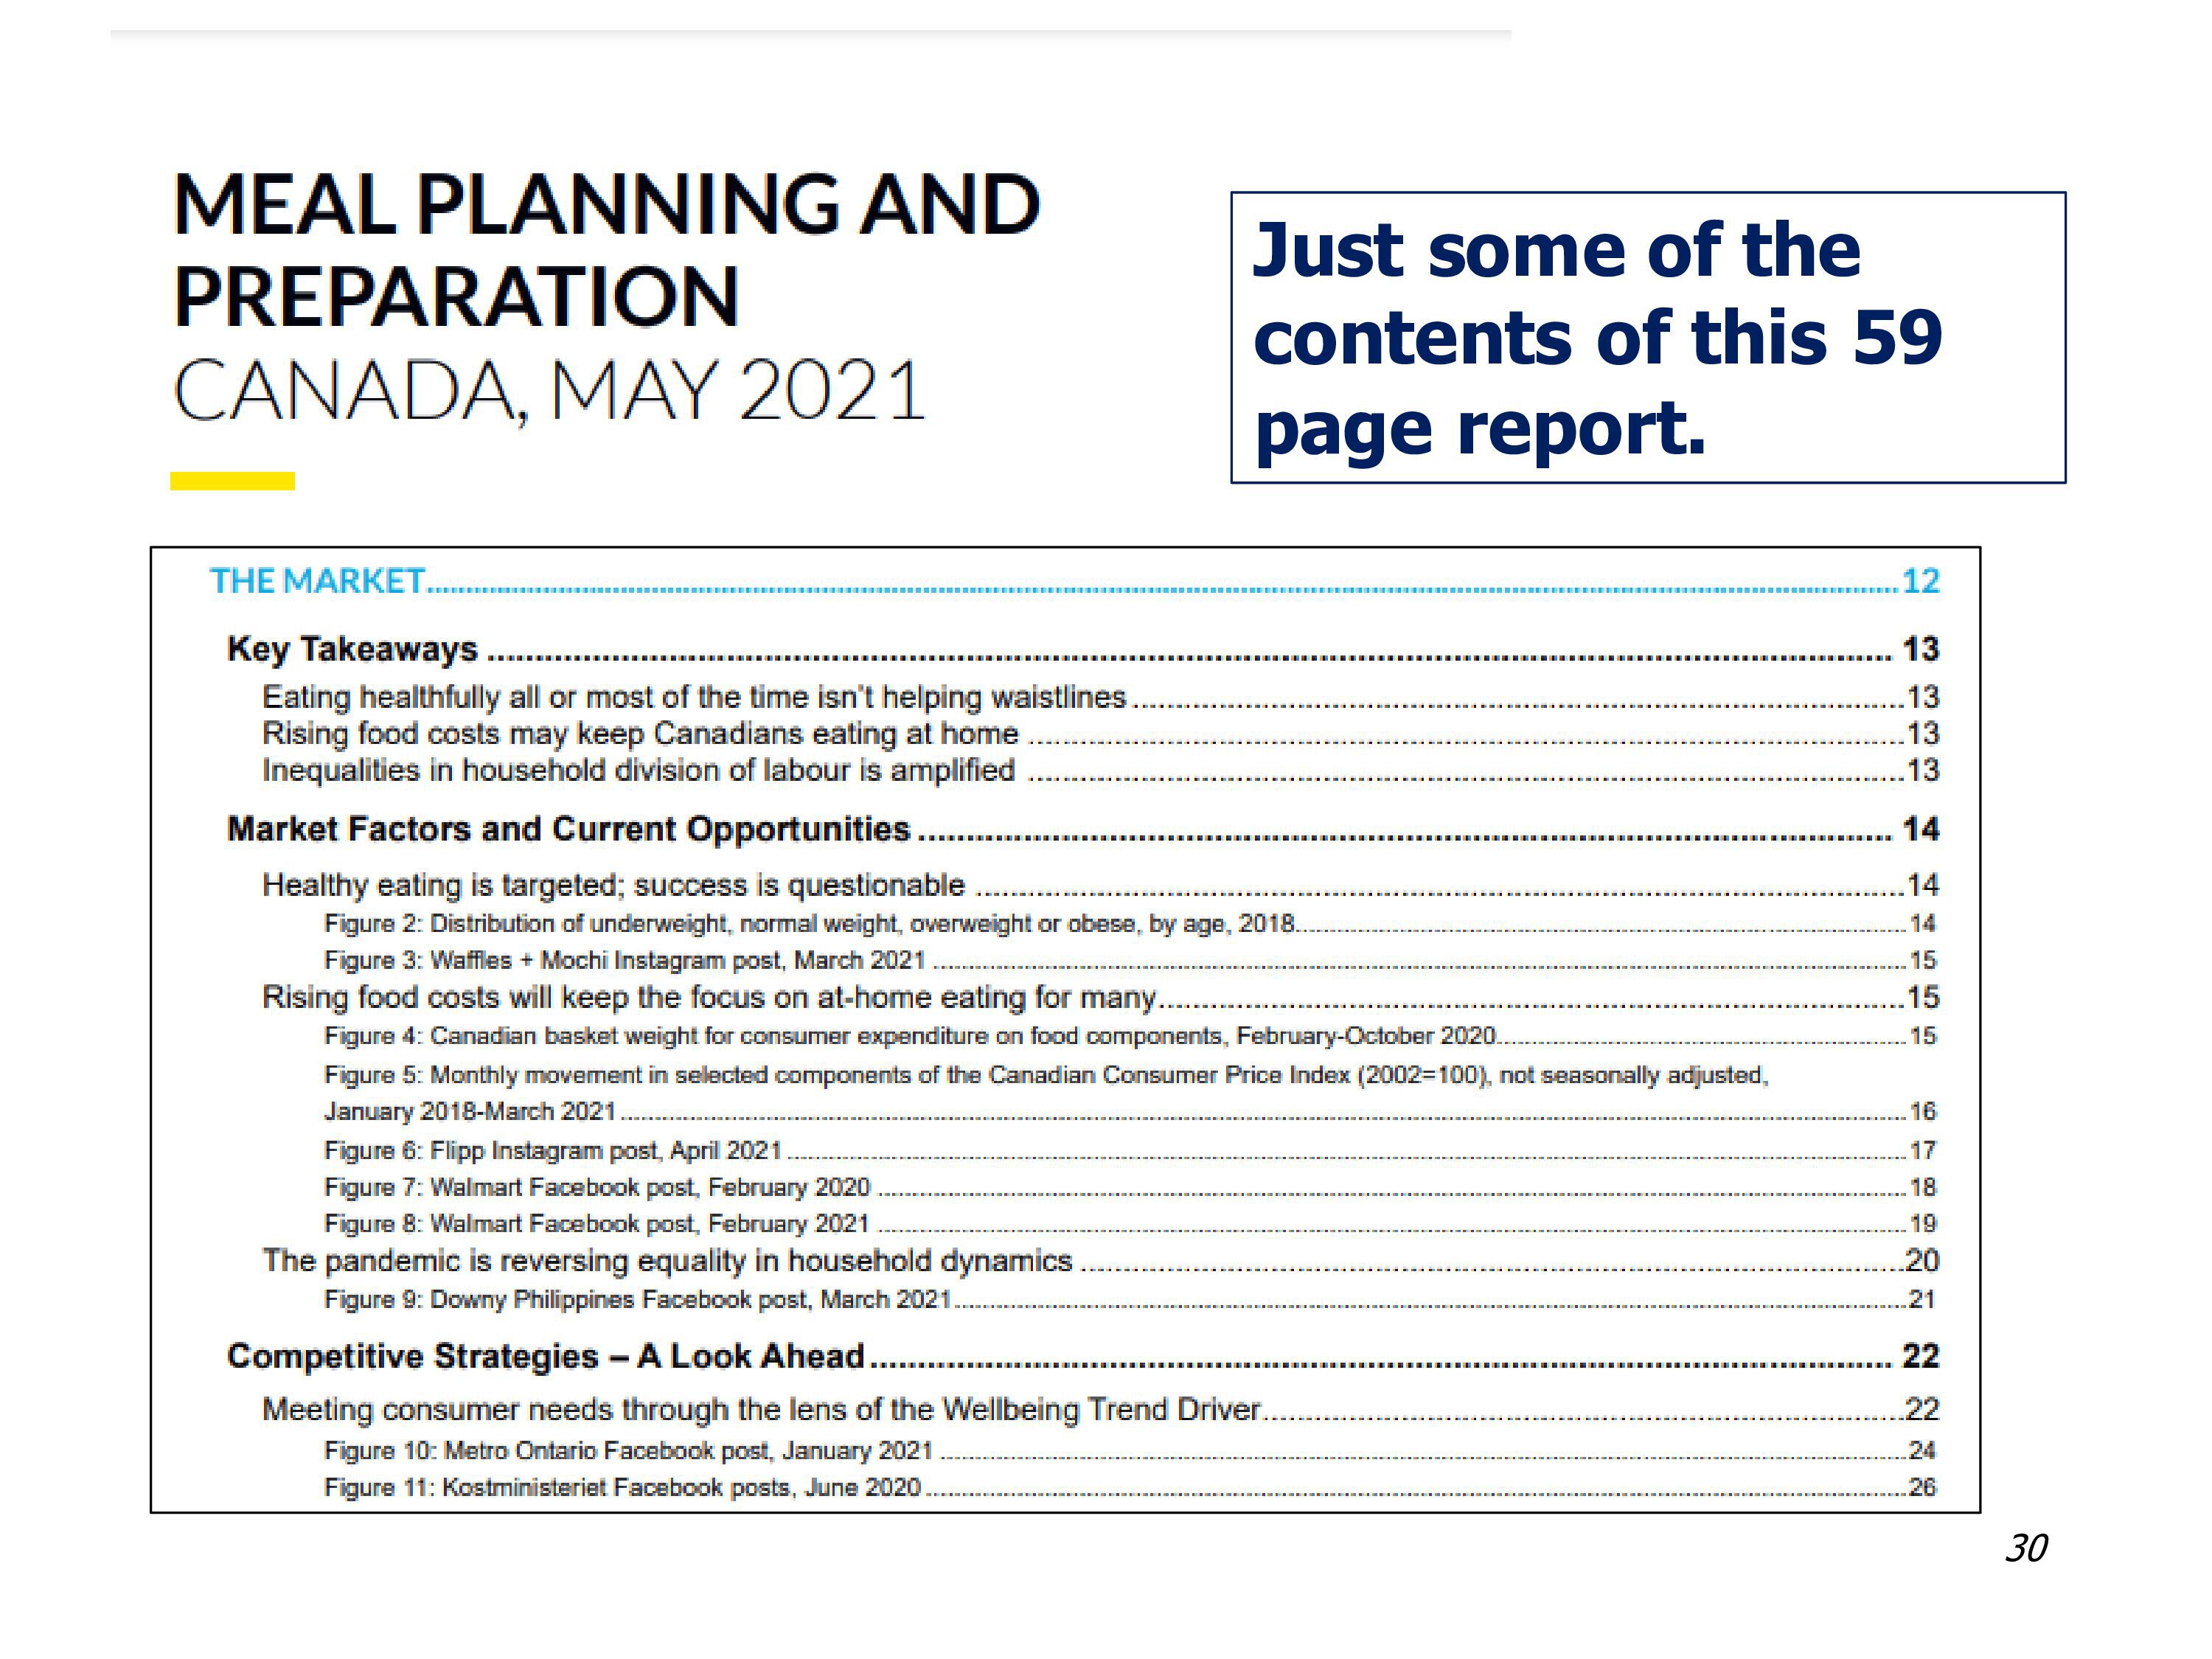 MEAL PLANNING AND
PREPARATION
CANADA, MAY 2021
Just some of the
contents of this 59
page report.
THE MARKET 12
Key Takeaways 13
Eating healthfully all or most of the time isn't helping waistlines 13
Rising food costs may keep Canadians eating at home 13
Inequalities in household division of labour is amplified 13
Market Factors and Current Opportunities 14
Healthy eating is targeted; success is questionable 14
Figure 2: Distribution of underweight, normal weight, overweight or obese, by age, 2018 14
Figure 3: Waffles + Mochi Instagram post, March 2021 15
Rising food costs will keep the focus on at-home eating for many 15
Figure 4: Canadian basket weight for consumer expenditure on food components, February-October 2020 15
Figure 5: Monthly movement in selected components of the Canadian Consumer Price Index (2002=100), not seasonally adjusted,
January 2018-March 2021 16
Figure 6: Flipp Instagram post, April 2021 17
Figure 7: Walmart Facebook post, February 2020 18
Figure 8: Walmart Facebook post, February 2021 19
The pandemic is reversing equality in household dynamics 20
Figure 9: Downy Philippines Facebook post, March 2021 21
Competitive Strategies – A Look Ahead 22
Meeting consumer needs through the lens of the Wellbeing Trend Driver 22
Figure 10: Metro Ontario Facebook post, January 2021 24
Figure 11: Kostministeriet Facebook posts, June 2020 26
30